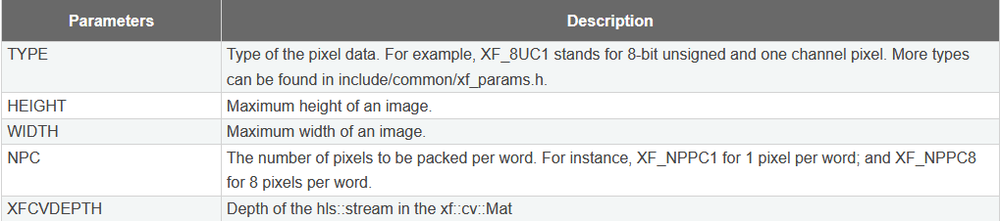 Parameters Description
TYPE Type of the pixel data. For example, XF_8UC1 stands for 8-bit unsigned and one channel pixel. More types
can be found in include/common/xf_params.h.
HEIGHT Maximum height of an image.
WIDTH Maximum width of an image.
NPC The number of pixels to be packed per word. For instance, XF_NPPC1 for 1 pixel per word; and XF_NPPC8
for 8 pixels per word.
XFCVDEPTH Depth of the hls::stream in the xf::cv::Mat